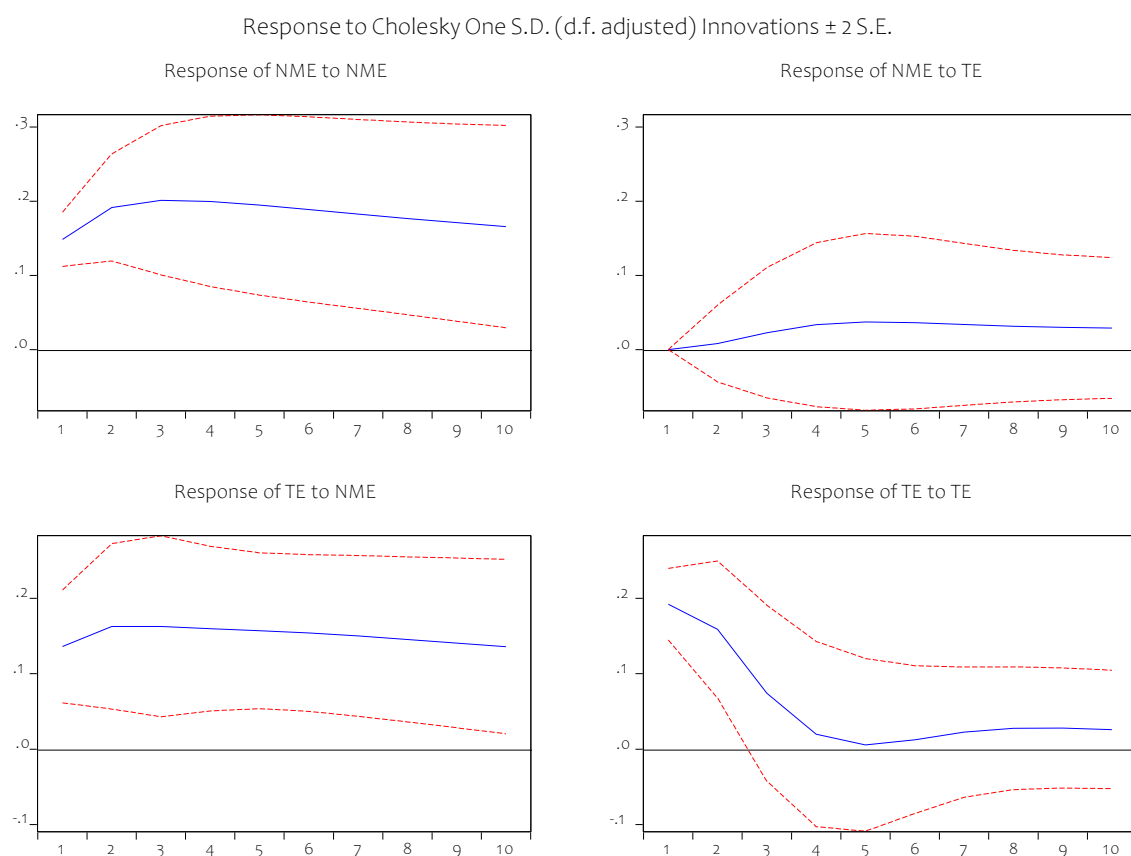 Response to Cholesky One S.D. (d.f. adjusted) Innovations ± 2 S.E.
Response of NME to NME
.3
.2
.1
.0
1 2 3 4 5 6 7 8 9 10
Response of NME to TE
.3
.2
.1
.0
1 2 3 4 5 6 7 8 9 10
Response of TE to NME
.2
.1
.0
-.1
1 2 3 4 5 6 7 8 9 10
Response of TE to TE
.2
.1
.0
-.1
1 2 3 4 5 6 7 8 9 10